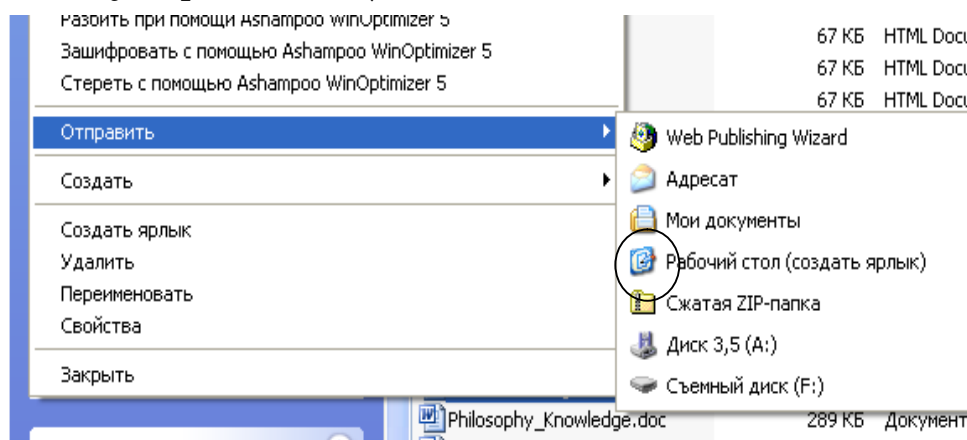 Разбить при помощи Ashampoo WinOptimizer 5
Зашифровать с помощью Ashampoo WinOptimizer 5
Стереть с помощью Ashampoo WinOptimizer 5
Отправить
Создать
Создать ярлык
Удалить
Переименовать
Свойства
Закрыть
67 КБ HTML Docu
67 КБ HTML Docu
67 КБ HTML Docu
Web Publishing Wizard
Адресат
Мои документы
Рабочий стол (создать ярлык)
Сжатая ZIP-папка
Диск 3,5 (A:)
Съемный диск (F:)
Philosophy_Knowledge.doc 289 КБ Документ